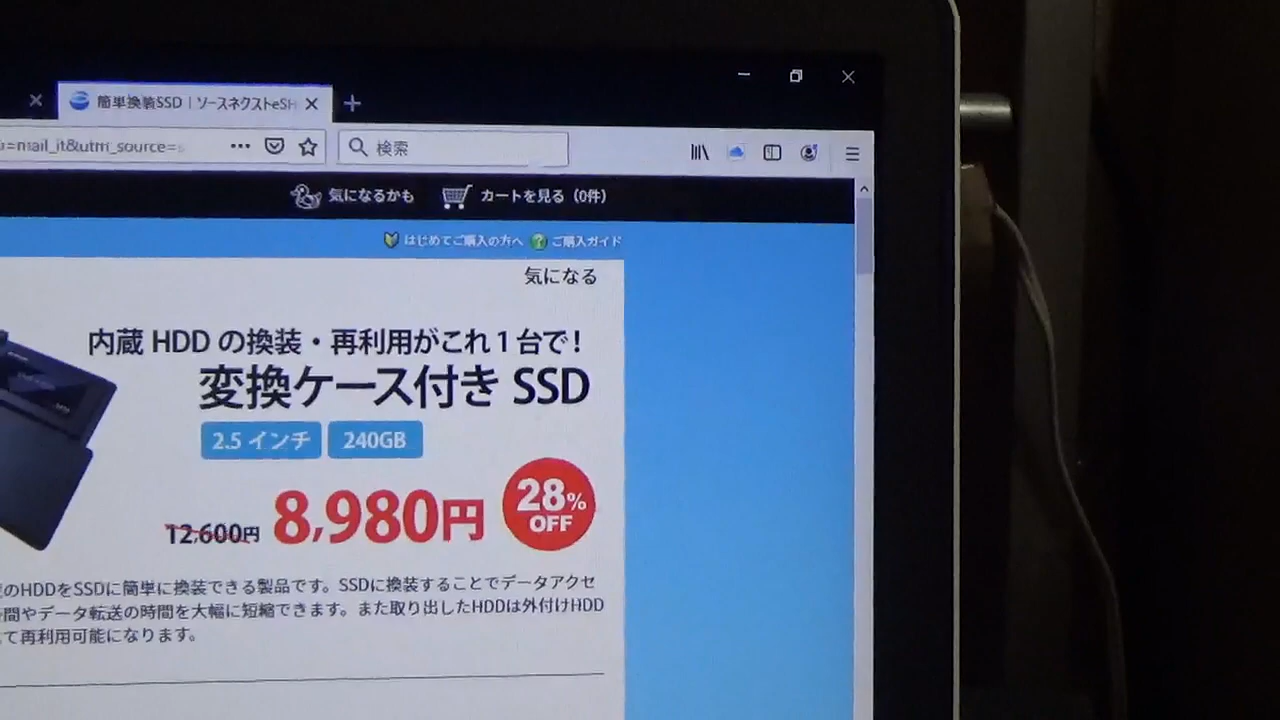 簡単換装SSD｜ソースネクストeSH
=mail_it&utm_source=
検索
気になるかも
カートを見る（0件）
はじめてご購入の方へ
ご購入ガイド
気になる
内蔵 HDD の換装・再利用がこれ 1 台で！
変換ケース付き SSD
2.5 インチ
240GB
12,600円
8,980円
28%
OFF
のHDDをSSDに簡単に換装できる製品です。SSDに換装することでデータアクセ
間やデータ転送の時間を大幅に短縮できます。また取り出したHDDは外付けHDD
て再利用可能になります。